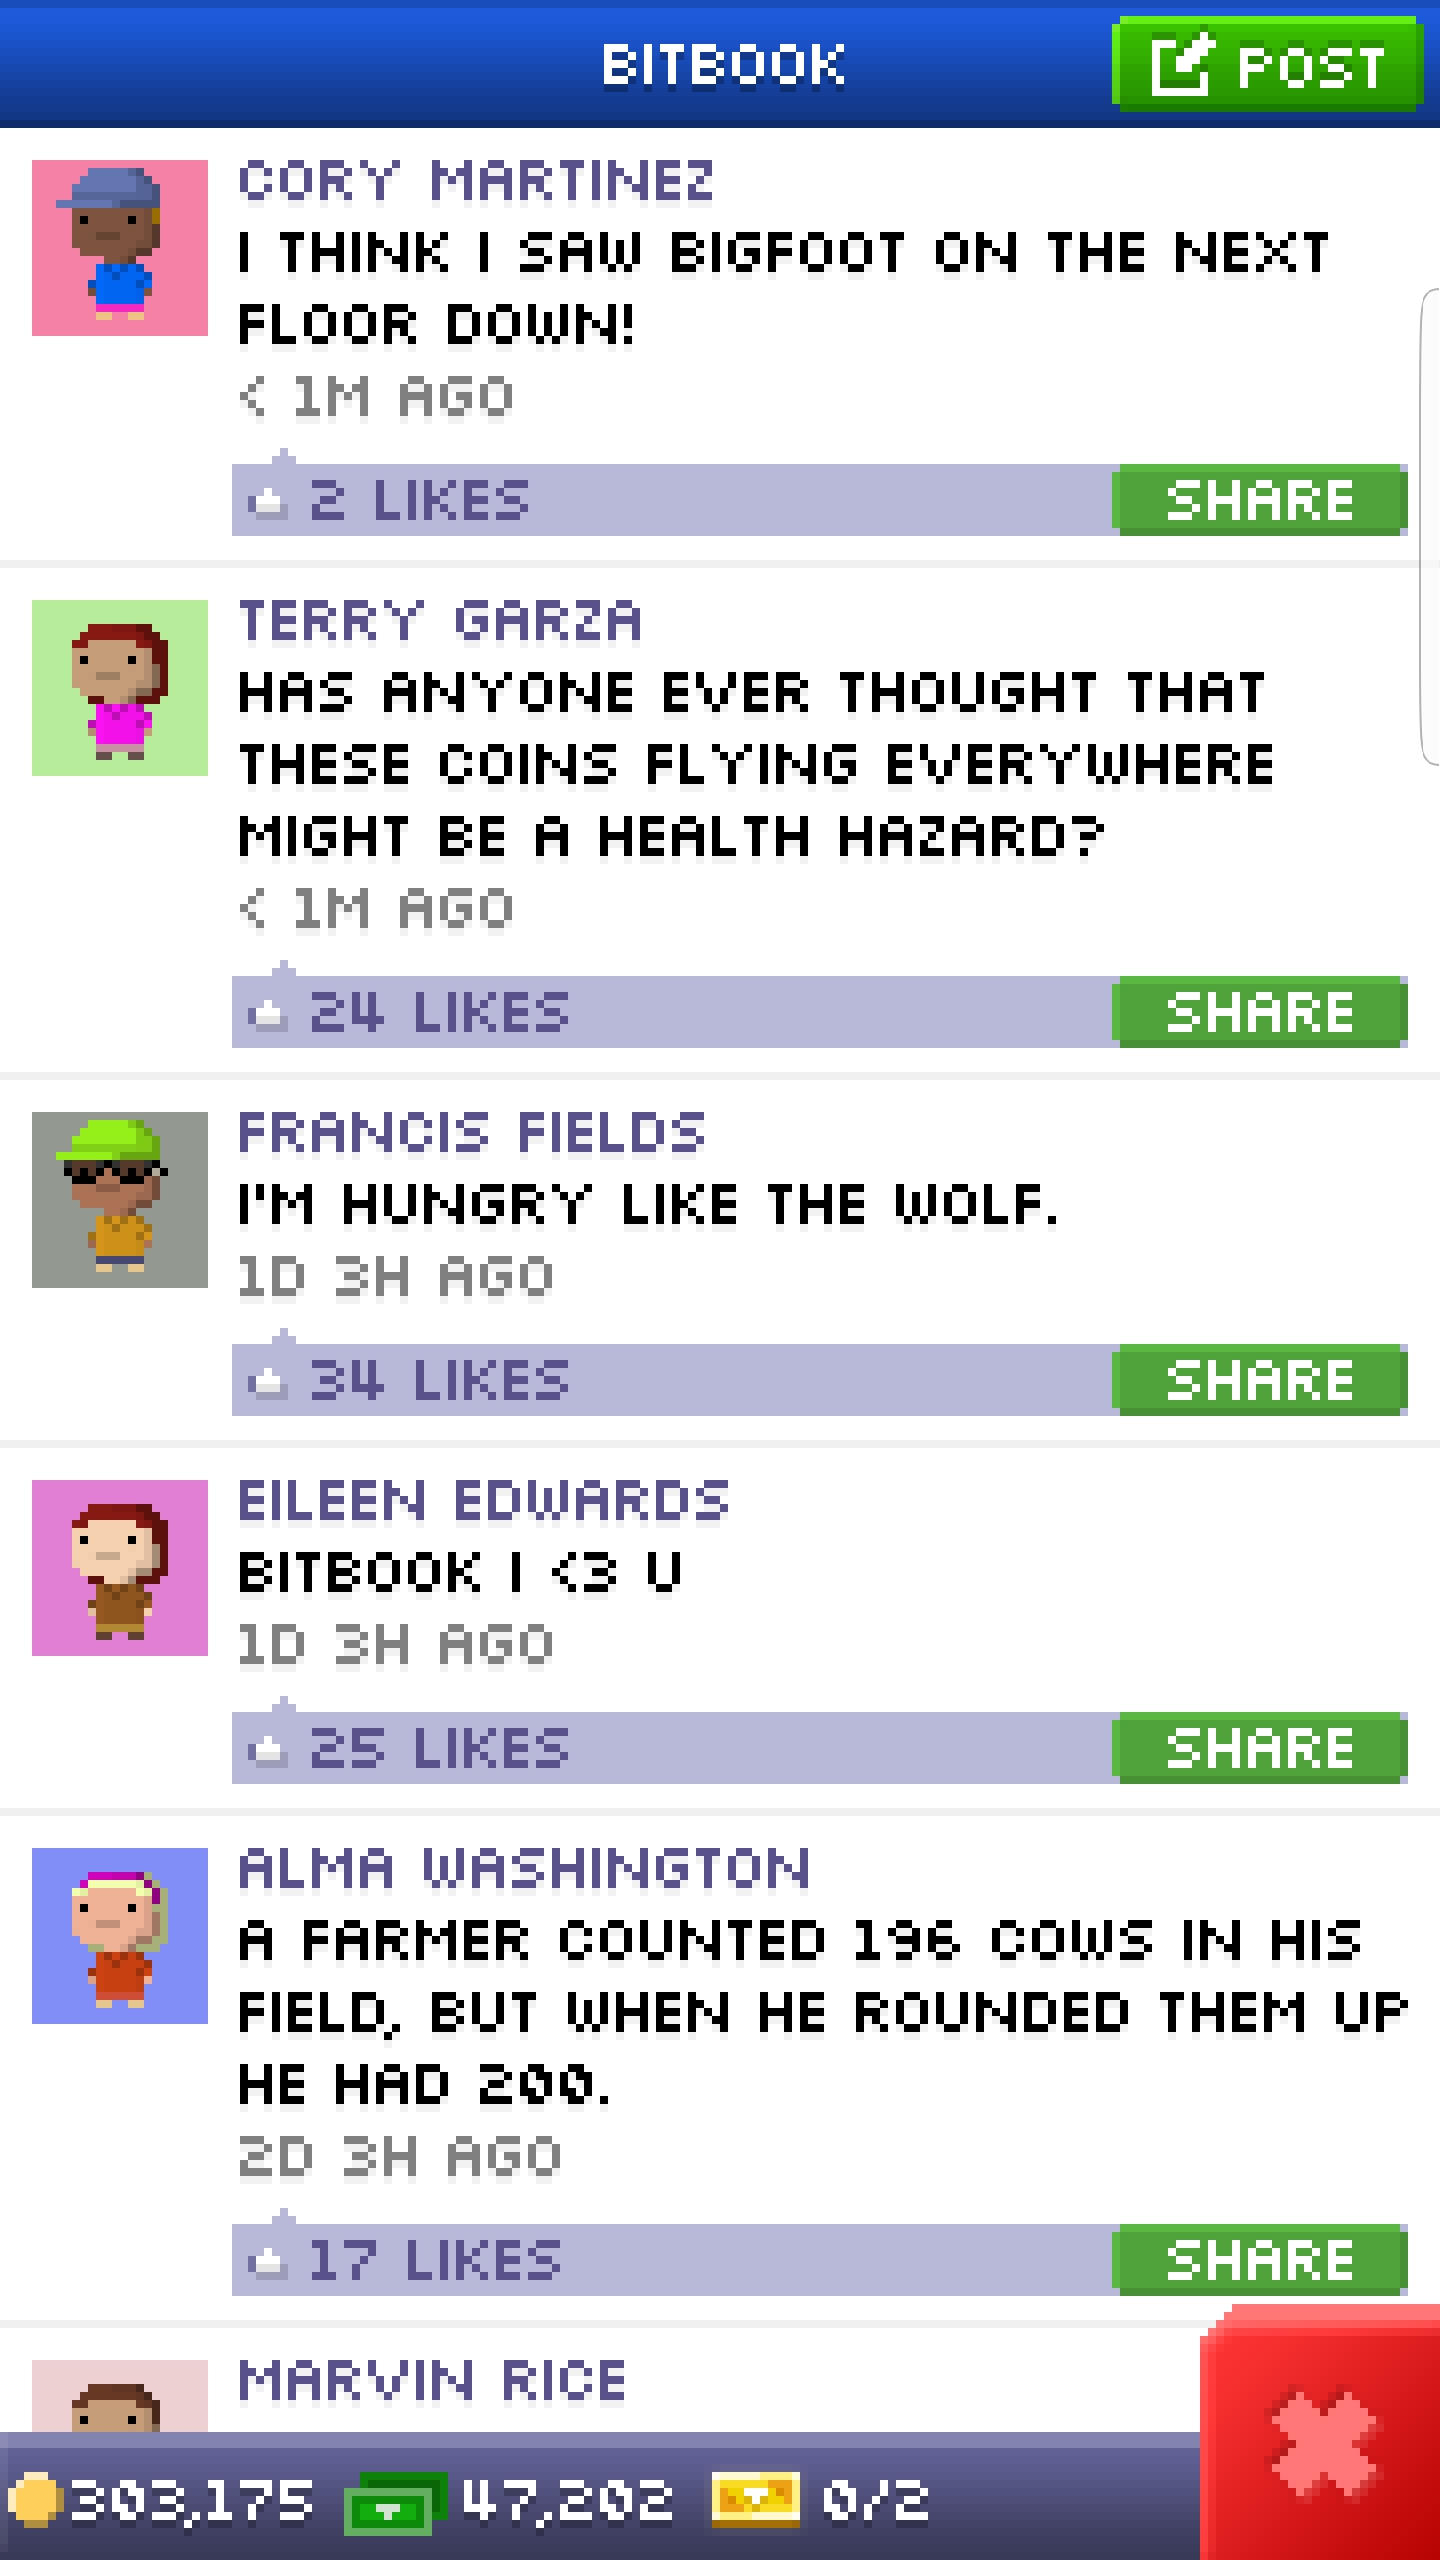 BITBOOK
POST
CORY MARTINEZ
I THINK I SAW BIGFOOT ON THE NEXT
FLOOR DOWN!
< 1M AGO
2 LIKES
SHARE
TERRY GARZA
HAS ANYONE EVER THOUGHT THAT
THESE COINS FLYING EVERYWHERE
MIGHT BE A HEALTH HAZARD?
< 1M AGO
24 LIKES
SHARE
FRANCIS FIELDS
I'M HUNGRY LIKE THE WOLF.
1D 3H AGO
34 LIKES
SHARE
EILEEN EDWARDS
BITBOOK I <3 U
1D 3H AGO
25 LIKES
SHARE
ALMA WASHINGTON
A FARMER COUNTED 196 COWS IN HIS
FIELD, BUT WHEN HE ROUNDED THEM UP
HE HAD 200.
2D 3H AGO
17 LIKES
SHARE
MARVIN RICE
303,175 47,202 0/2